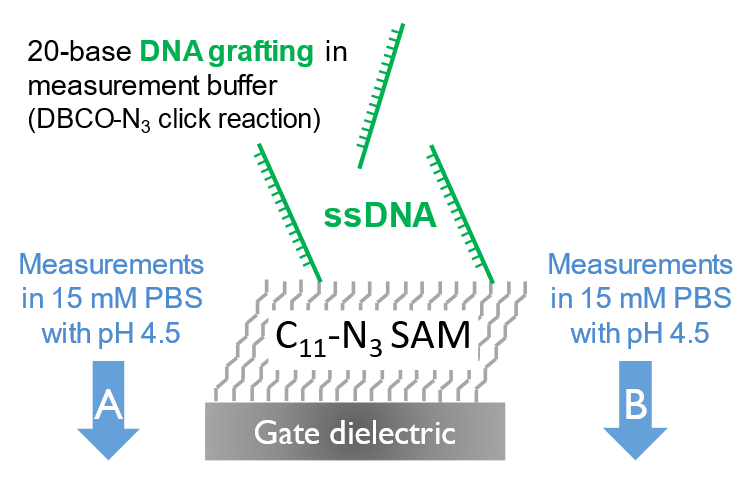 20-base DNA grafting in
measurement buffer
(DBCO-N₃ click reaction)
ssDNA
Measurements
in 15 mM PBS
with pH 4.5
A
C₁₁-N₃ SAM
Gate dielectric
Measurements
in 15 mM PBS
with pH 4.5
B